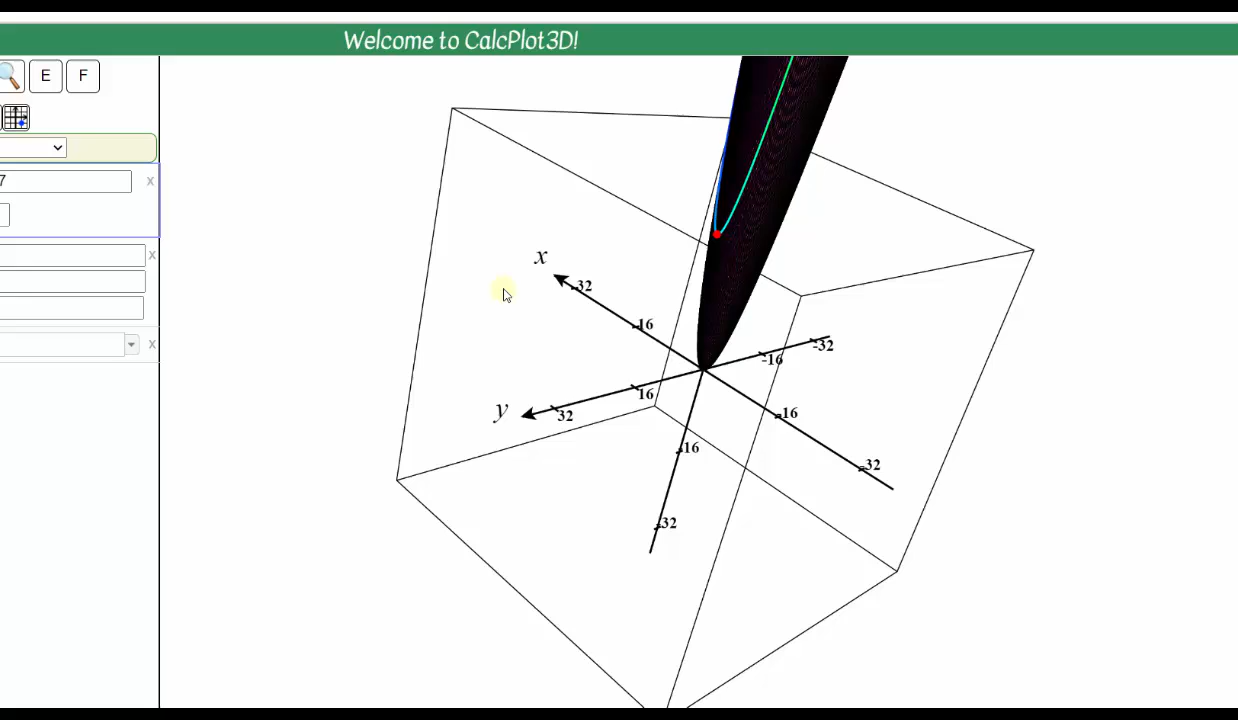 Welcome to CalcPlot3D!
E F
7 x
x
x
x
32
16
-16
-32
y
32
16
16
-32
-16
-32